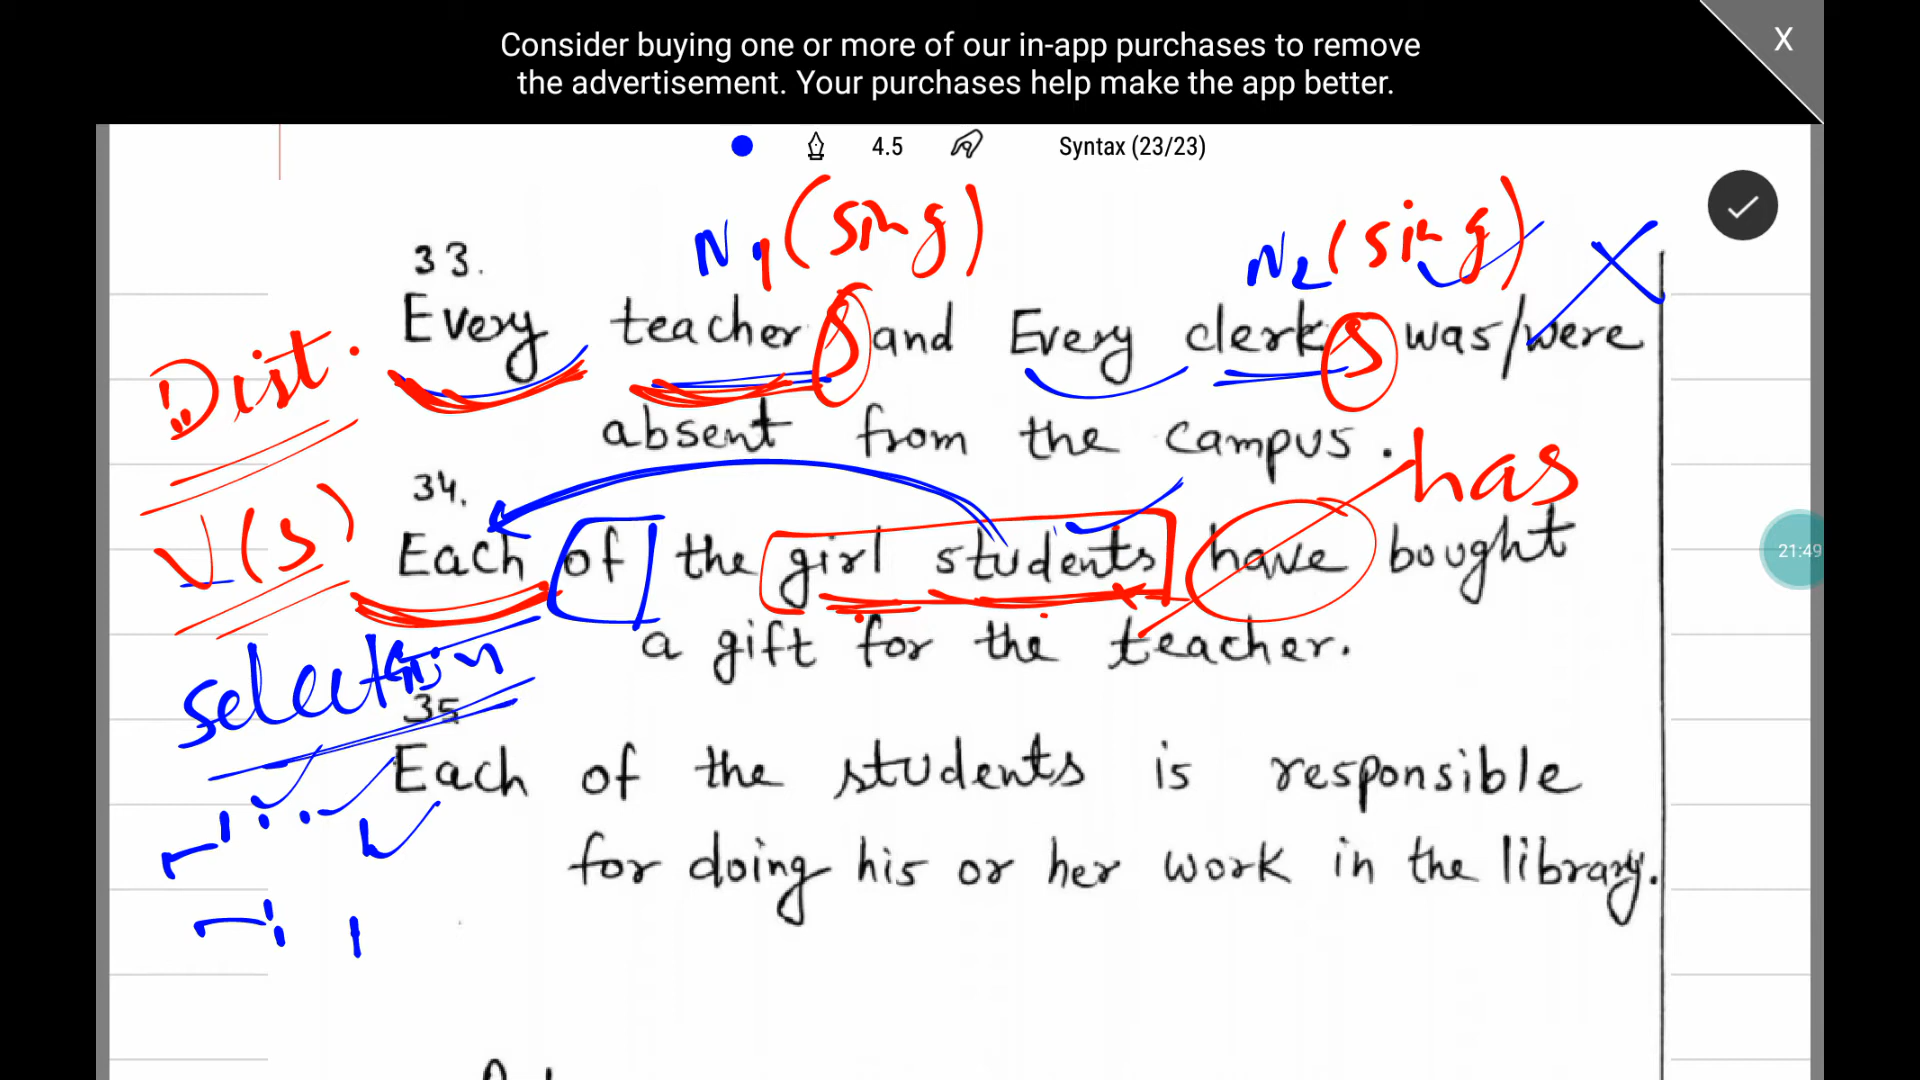 Consider buying one or more of our in-app purchases to remove
the advertisement. Your purchases help make the app better.
X
4.5 Syntax (23/23)
N1 (sing) N2 (sing)
33.
Every teacher s and Every clerk s was/were
Dist.
absent from the campus.
has
34.
V(s)
Each of the girl students have bought
21:49
a gift for the teacher.
selection
35
Each of the students is responsible
for doing his or her work in the library.